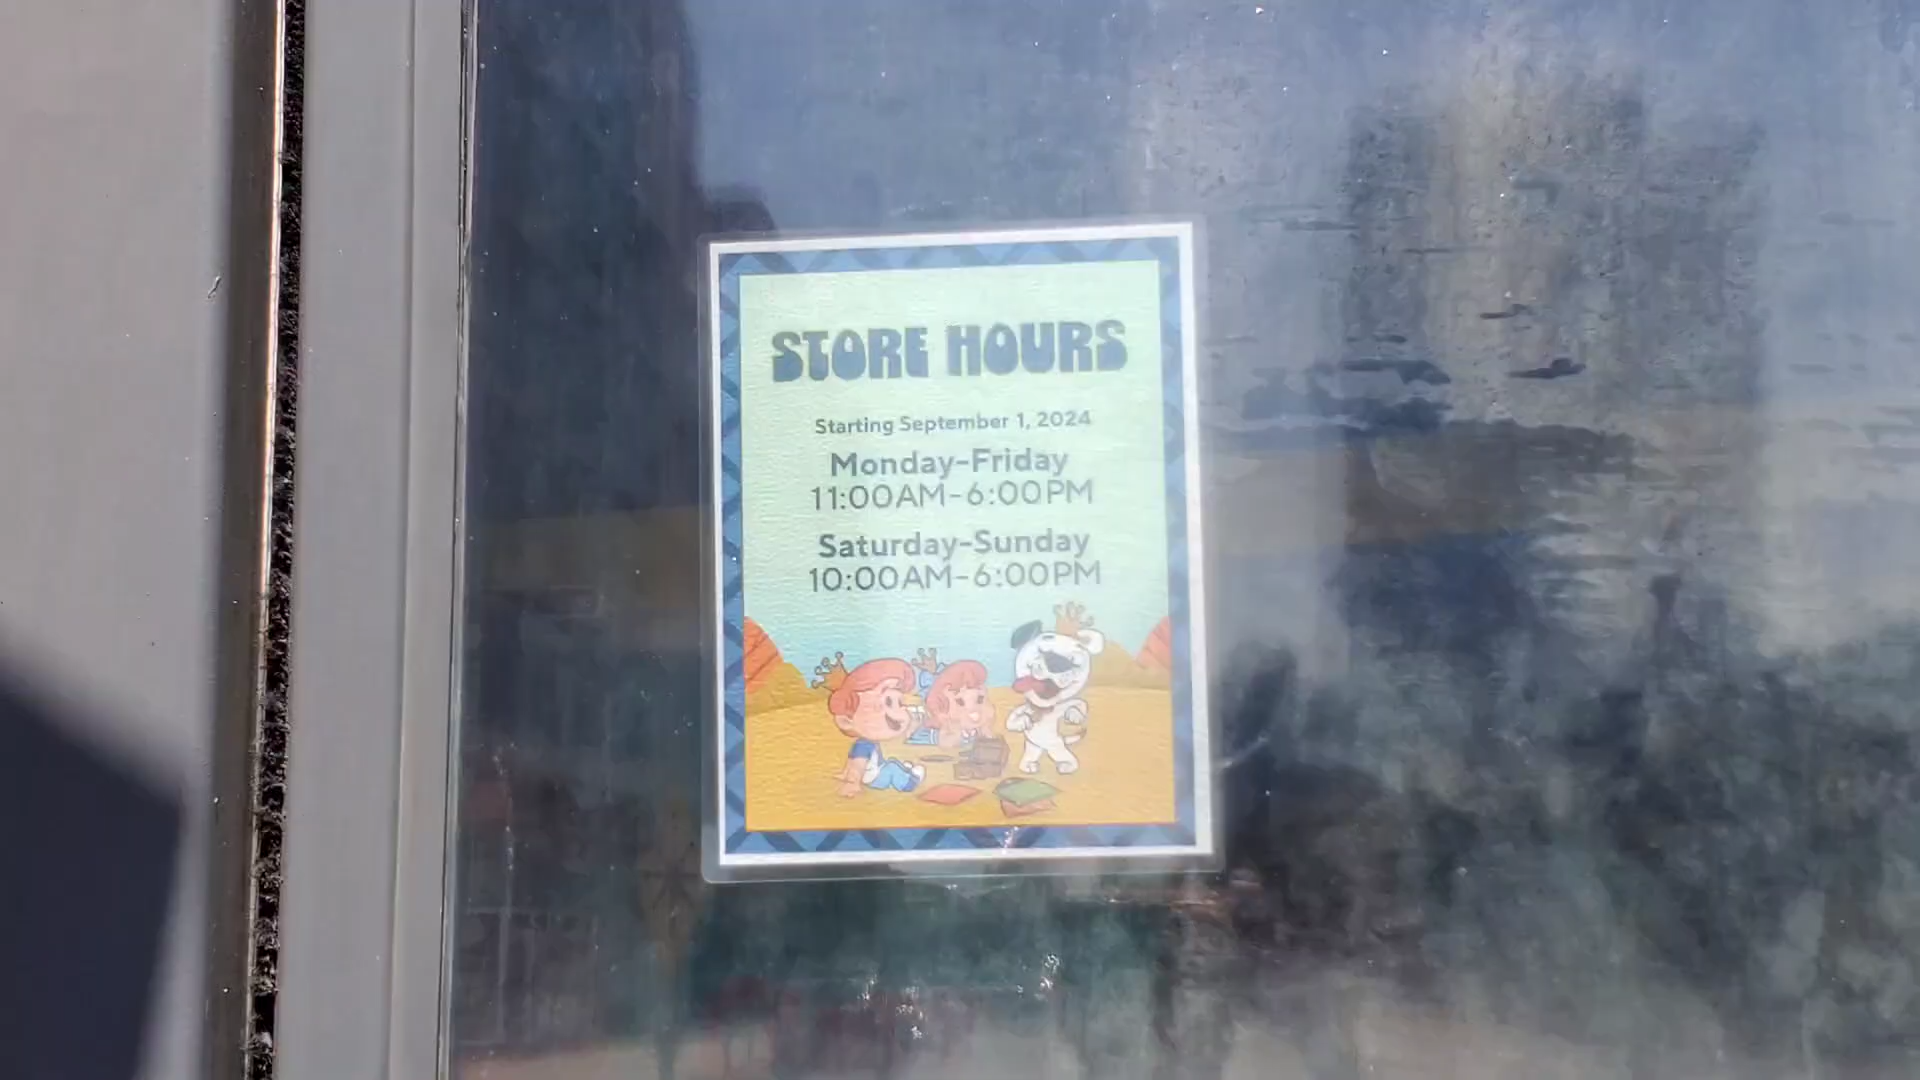 STORE HOURS
Starting September 1, 2024
Monday-Friday
11:00AM-6:00PM
Saturday-Sunday
10:00AM-6:00PM